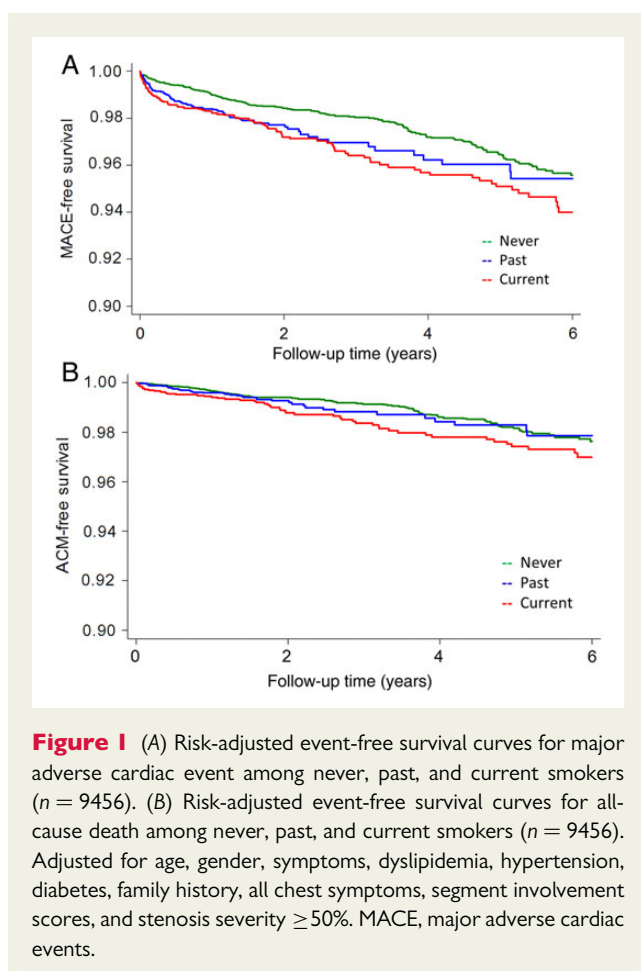 A
1.00
0.98
0.96
0.94
0.92
0.90
MACE-free survival
-- Never
-- Past
-- Current
0 2 4 6
Follow-up time (years)
B
1.00
0.98
0.96
0.94
0.92
0.90
ACM-free survival
-- Never
-- Past
-- Current
0 2 4 6
Follow-up time (years)
Figure 1 (A) Risk-adjusted event-free survival curves for major
adverse cardiac event among never, past, and current smokers
(n = 9456). (B) Risk-adjusted event-free survival curves for all-
cause death among never, past, and current smokers (n = 9456).
Adjusted for age, gender, symptoms, dyslipidemia, hypertension,
diabetes, family history, all chest symptoms, segment involvement
scores, and stenosis severity ≥50%. MACE, major adverse cardiac
events.